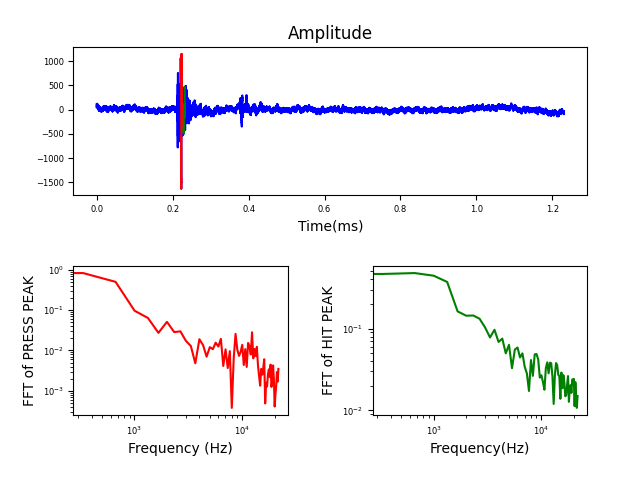 Amplitude
1000
500
0
−500
−1000
−1500
0.0 0.2 0.4 0.6 0.8 1.0 1.2
Time(ms)
FFT of PRESS PEAK
10⁰
10⁻¹
10⁻²
10⁻³
10³ 10⁴
Frequency (Hz)
FFT of HIT PEAK
10⁻¹
10⁻²
10³ 10⁴
Frequency(Hz)